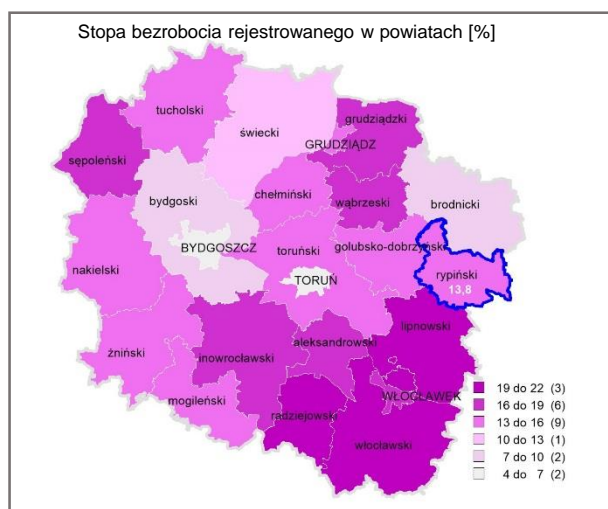 Stopa bezrobocia rejestrowanego w powiatach [%]
tucholski
świecki
grudziądzki
GRUDZIĄDZ
sępoleński
chełmiński
wąbrzeski
bydgoski
brodnicki
BYDGOSZCZ
toruński
golubsko-dobrzyński
nakielski
TORUŃ
rypiński
13,8
lipnowski
żniński
inowrocławski
aleksandrowski
mogileński
radziejowski
WŁOCŁAWEK
włocławski
19 do 22 (3)
16 do 19 (6)
13 do 16 (9)
10 do 13 (1)
7 do 10 (2)
4 do 7 (2)